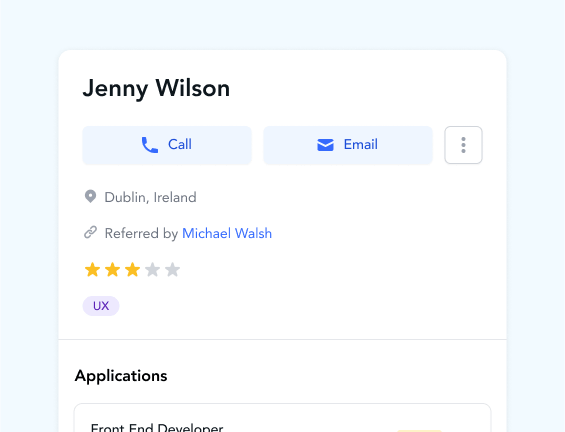 Jenny Wilson
Call
Email
Dublin, Ireland
Referred by Michael Walsh
UX
Applications
Front End Developer